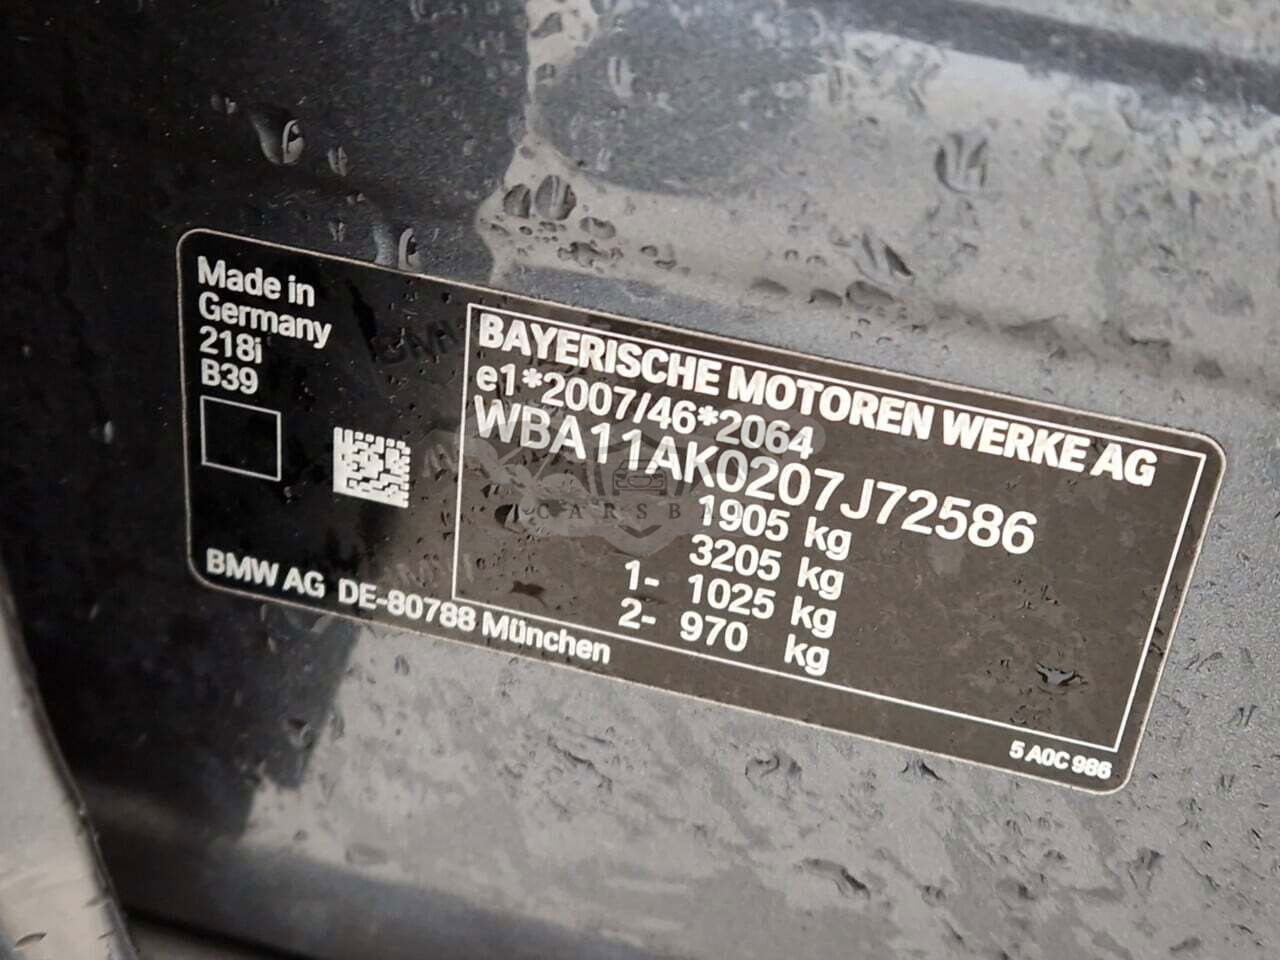 Made in
Germany
218i
B39
BMW AG DE-80788 München
BAYERISCHE MOTOREN WERKE AG
e1*2007/46*2064
WBA11AK0207J72586
1905 kg
3205 kg
1- 1025 kg
2- 970 kg
5 A0C 986